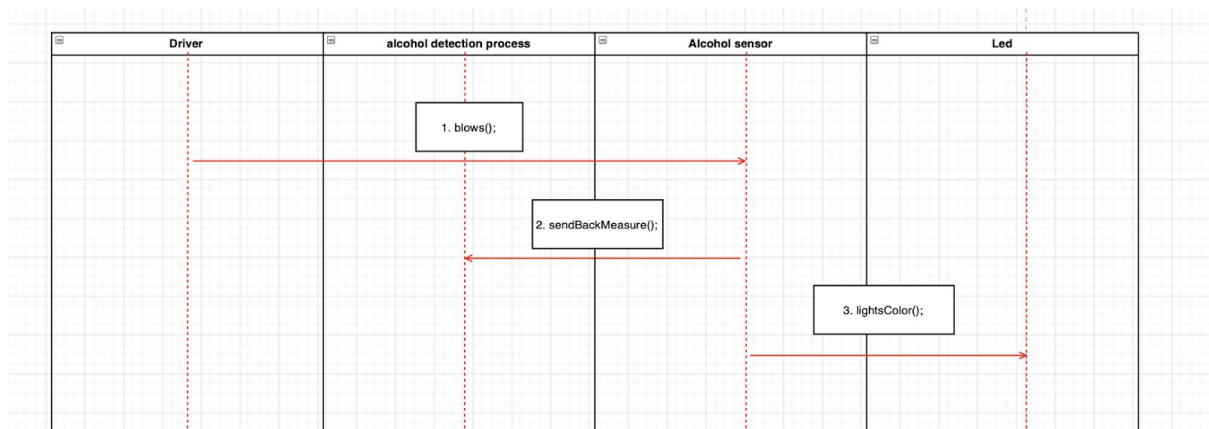 Driver
alcohol detection process
Alcohol sensor
Led
1. blows();
2. sendBackMeasure();
3. lightsColor();